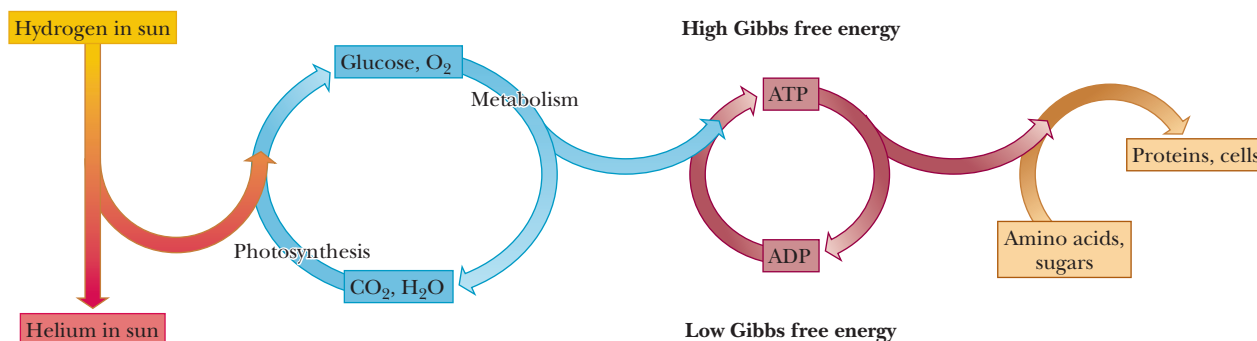 Hydrogen in sun
High Gibbs free energy
Glucose, O₂
Metabolism
ATP
Proteins, cells
Photosynthesis
ADP
Amino acids,
sugars
CO₂, H₂O
Helium in sun
Low Gibbs free energy